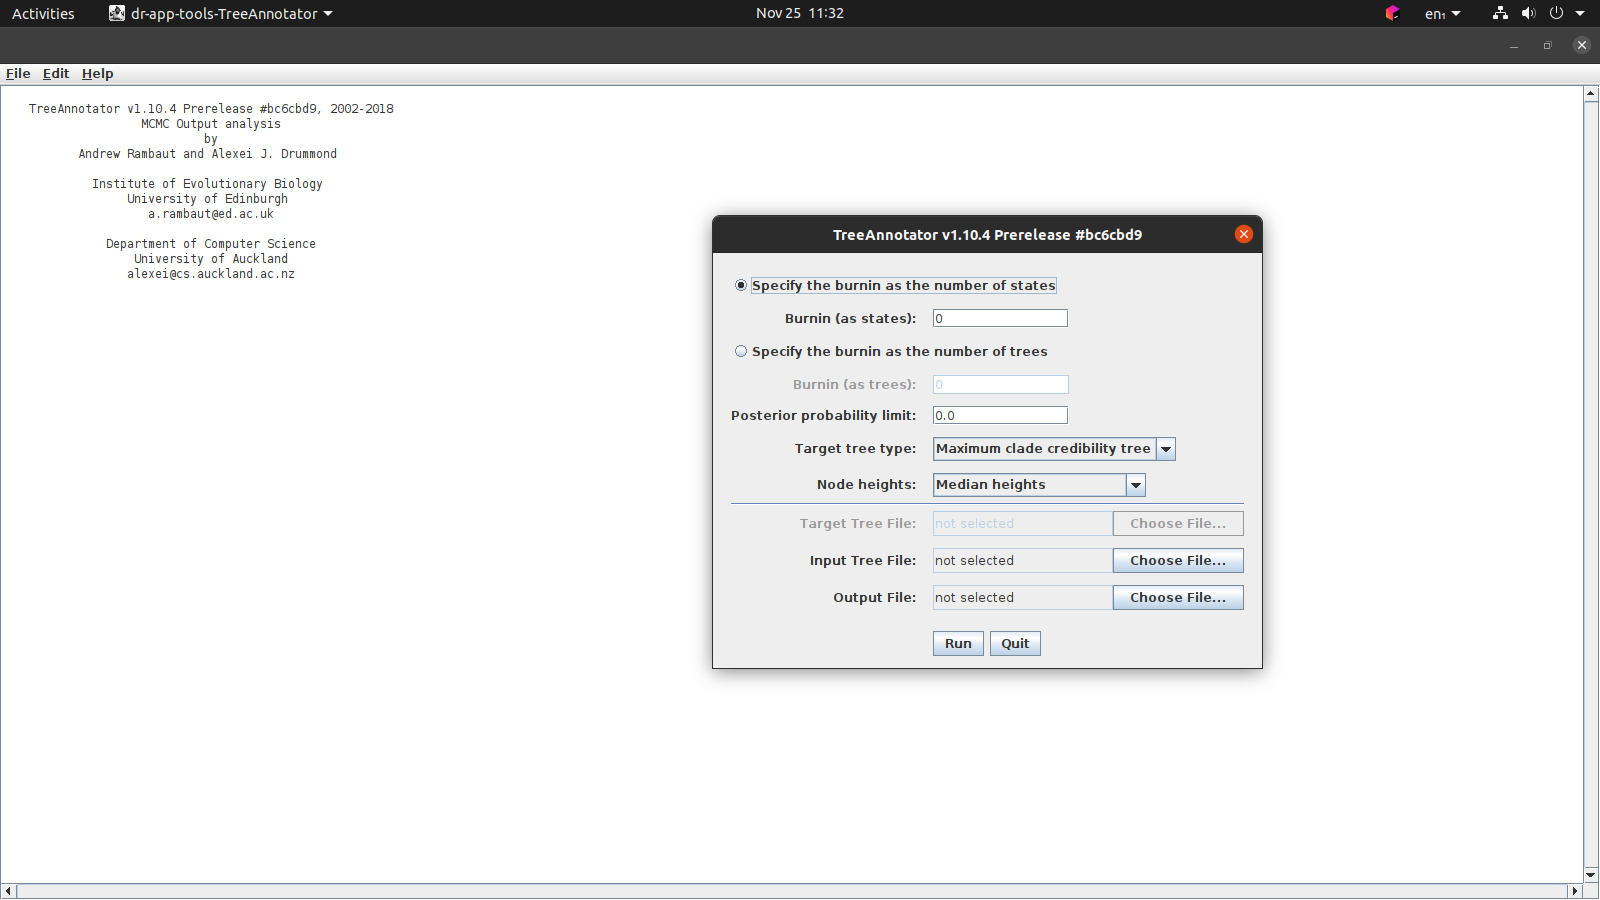 Activities
dr-app-tools-TreeAnnotator
Nov 25 11:32
en₁
File Edit Help
TreeAnnotator v1.10.4 Prerelease #bc6cbd9, 2002-2018
MCMC Output analysis
by
Andrew Rambaut and Alexei J. Drummond
Institute of Evolutionary Biology
University of Edinburgh
a.rambaut@ed.ac.uk
Department of Computer Science
University of Auckland
alexei@cs.auckland.ac.nz
TreeAnnotator v1.10.4 Prerelease #bc6cbd9
Specify the burnin as the number of states
Burnin (as states): 0
Specify the burnin as the number of trees
Burnin (as trees): 0
Posterior probability limit: 0.0
Target tree type: Maximum clade credibility tree
Node heights: Median heights
Target Tree File: not selected Choose File...
Input Tree File: not selected Choose File...
Output File: not selected Choose File...
Run Quit